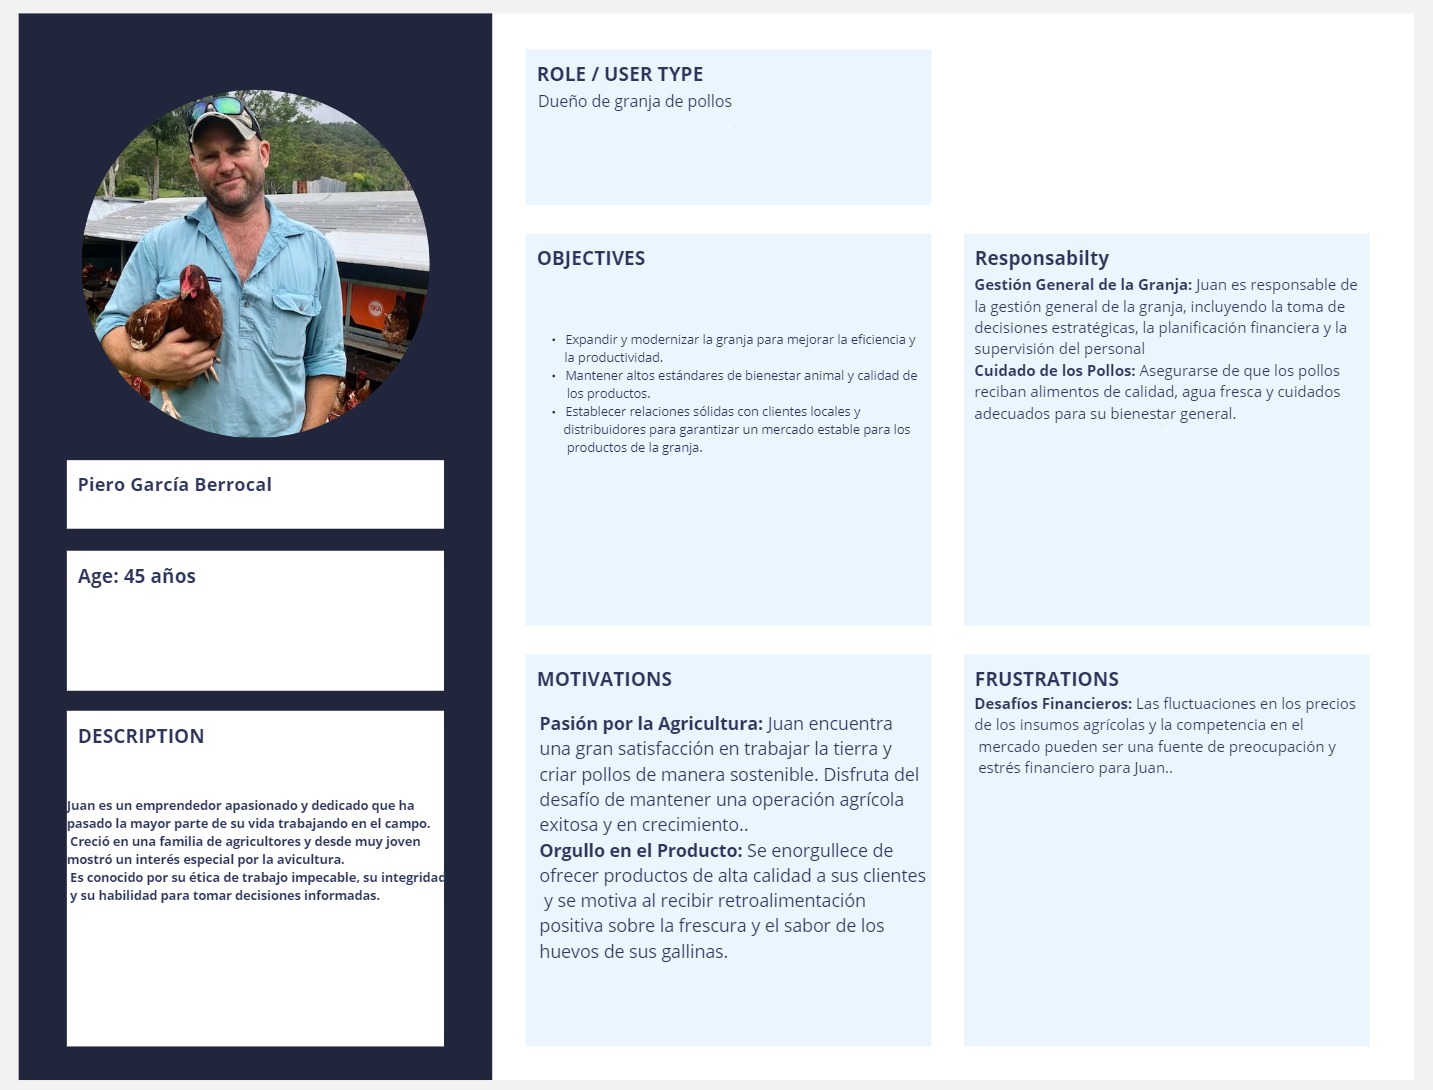 Piero García Berrocal
Age: 45 años
DESCRIPTION
Juan es un emprendedor apasionado y dedicado que ha
pasado la mayor parte de su vida trabajando en el campo.
Creció en una familia de agricultores y desde muy joven
mostró un interés especial por la avicultura.
Es conocido por su ética de trabajo impecable, su integridad
y su habilidad para tomar decisiones informadas.
ROLE / USER TYPE
Dueño de granja de pollos
OBJECTIVES
• Expandir y modernizar la granja para mejorar la eficiencia y
la productividad.
• Mantener altos estándares de bienestar animal y calidad de
los productos.
• Establecer relaciones sólidas con clientes locales y
distribuidores para garantizar un mercado estable para los
productos de la granja.
Responsabilty
Gestión General de la Granja: Juan es responsable de
la gestión general de la granja, incluyendo la toma de
decisiones estratégicas, la planificación financiera y la
supervisión del personal
Cuidado de los Pollos: Asegurarse de que los pollos
reciban alimentos de calidad, agua fresca y cuidados
adecuados para su bienestar general.
MOTIVATIONS
Pasión por la Agricultura: Juan encuentra
una gran satisfacción en trabajar la tierra y
criar pollos de manera sostenible. Disfruta del
desafío de mantener una operación agrícola
exitosa y en crecimiento..
Orgullo en el Producto: Se enorgullece de
ofrecer productos de alta calidad a sus clientes
y se motiva al recibir retroalimentación
positiva sobre la frescura y el sabor de los
huevos de sus gallinas.
FRUSTRATIONS
Desafíos Financieros: Las fluctuaciones en los precios
de los insumos agrícolas y la competencia en el
mercado pueden ser una fuente de preocupación y
estrés financiero para Juan..